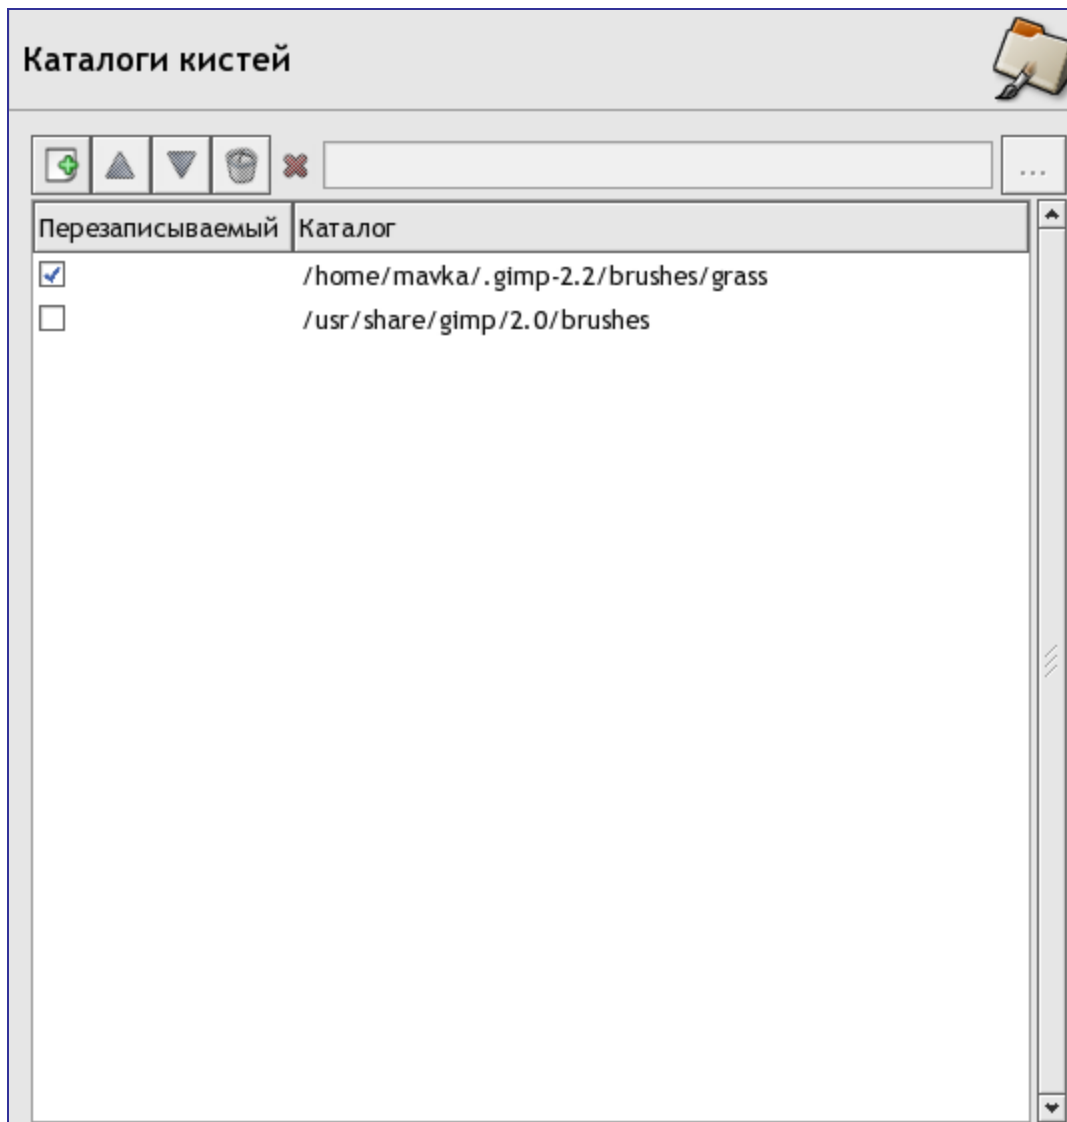 Каталоги кистей
...
Перезаписываемый Каталог
/home/mavka/.gimp-2.2/brushes/grass
/usr/share/gimp/2.0/brushes